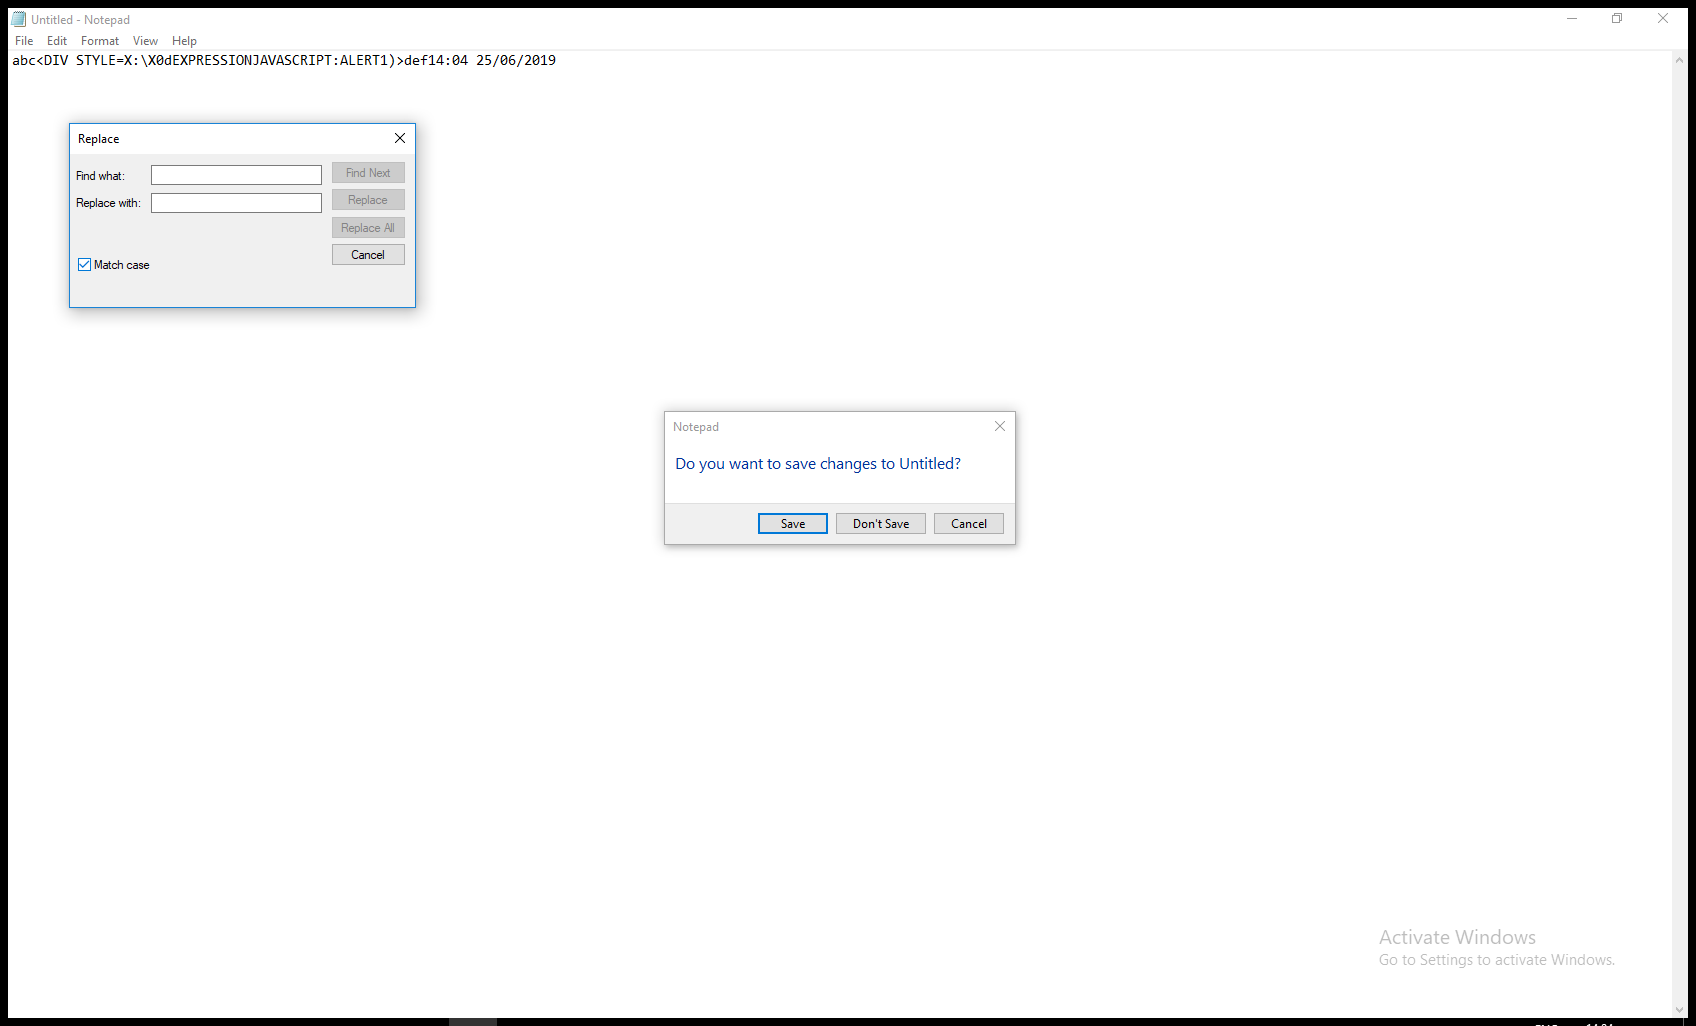 Untitled - Notepad
File Edit Format View Help
abc<DIV STYLE=X:\X0dEXPRESSIONJAVASCRIPT:ALERT1)>def14:04 25/06/2019
Replace
Find what:
Find Next
Replace with:
Replace
Replace All
Cancel
Match case
Notepad
Do you want to save changes to Untitled?
Save Don't Save Cancel
Activate Windows
Go to Settings to activate Windows.